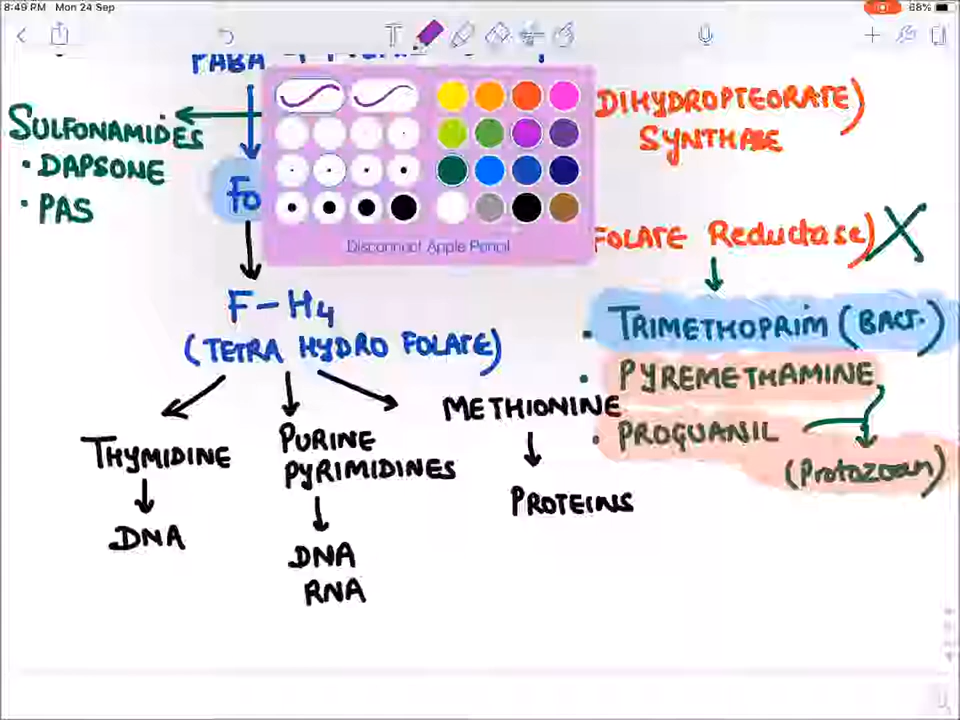 8:49 PM Mon 24 Sep
68%
PABA
DIHYDROPTEORATE)
SYNTHASE
SULFONAMIDES
• DAPSONE
• PAS
Fo
Disconnect Apple Pencil
FOLATE Reductase)
F-H4
(TETRA HYDRO FOLATE)
• TRIMETHOPRIM (BACT.)
• PYREMETHAMINE
• PROGUANIL
(Protozoan)
THYMIDINE
DNA
PURINE
PYRIMIDINES
DNA
RNA
METHIONINE
PROTEINS